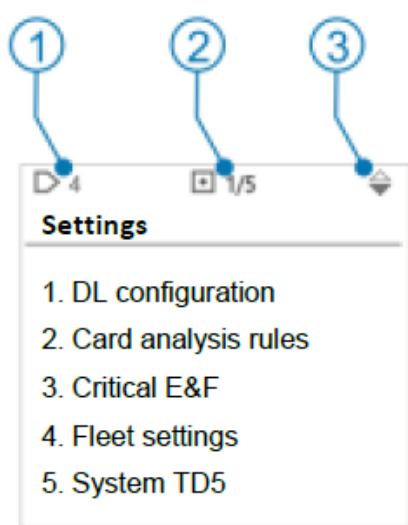 1 2 3
4 1/5
Settings
1. DL configuration
2. Card analysis rules
3. Critical E&F
4. Fleet settings
5. System TD5